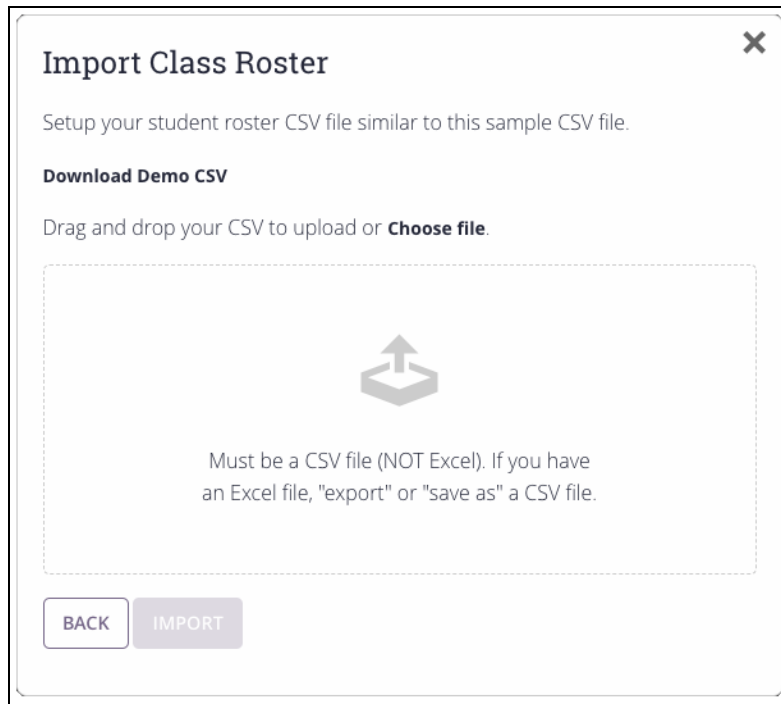 Import Class Roster
Setup your student roster CSV file similar to this sample CSV file.
Download Demo CSV
Drag and drop your CSV to upload or Choose file.
Must be a CSV file (NOT Excel). If you have
an Excel file, "export" or "save as" a CSV file.
BACK IMPORT